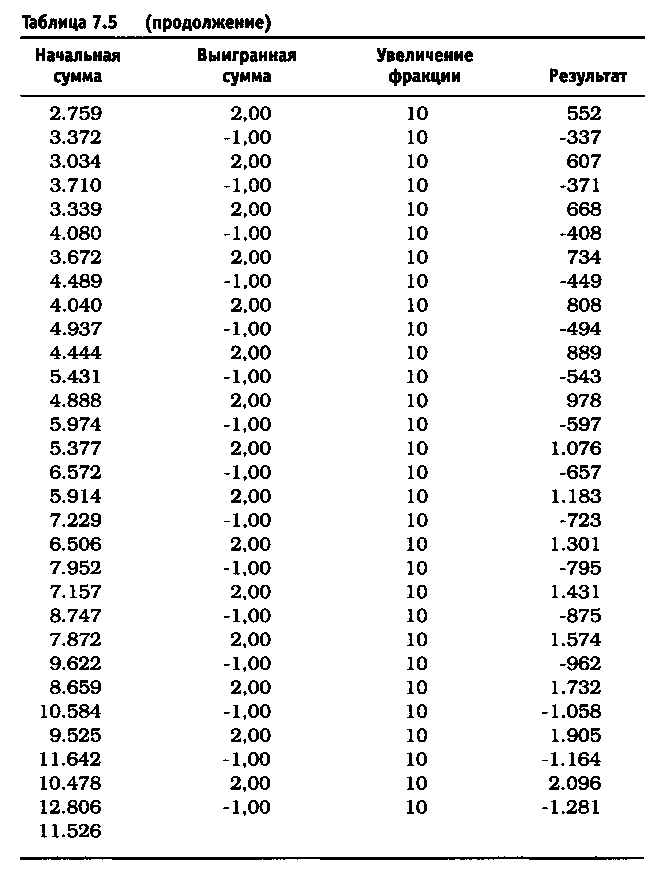 Таблица 7.5 (продолжение)
Начальная Выигранная Увеличение
сумма сумма фракции Результат
2.759 2,00 10 552
3.372 -1,00 10 -337
3.034 2,00 10 607
3.710 -1,00 10 -371
3.339 2,00 10 668
4.080 -1,00 10 -408
3.672 2,00 10 734
4.489 -1,00 10 -449
4.040 2,00 10 808
4.937 -1,00 10 -494
4.444 2,00 10 889
5.431 -1,00 10 -543
4.888 2,00 10 978
5.974 -1,00 10 -597
5.377 2,00 10 1.076
6.572 -1,00 10 -657
5.914 2,00 10 1.183
7.229 -1,00 10 -723
6.506 2,00 10 1.301
7.952 -1,00 10 -795
7.157 2,00 10 1.431
8.747 -1,00 10 -875
7.872 2,00 10 1.574
9.622 -1,00 10 -962
8.659 2,00 10 1.732
10.584 -1,00 10 -1.058
9.525 2,00 10 1.905
11.642 -1,00 10 -1.164
10.478 2,00 10 2.096
12.806 -1,00 10 -1.281
11.526